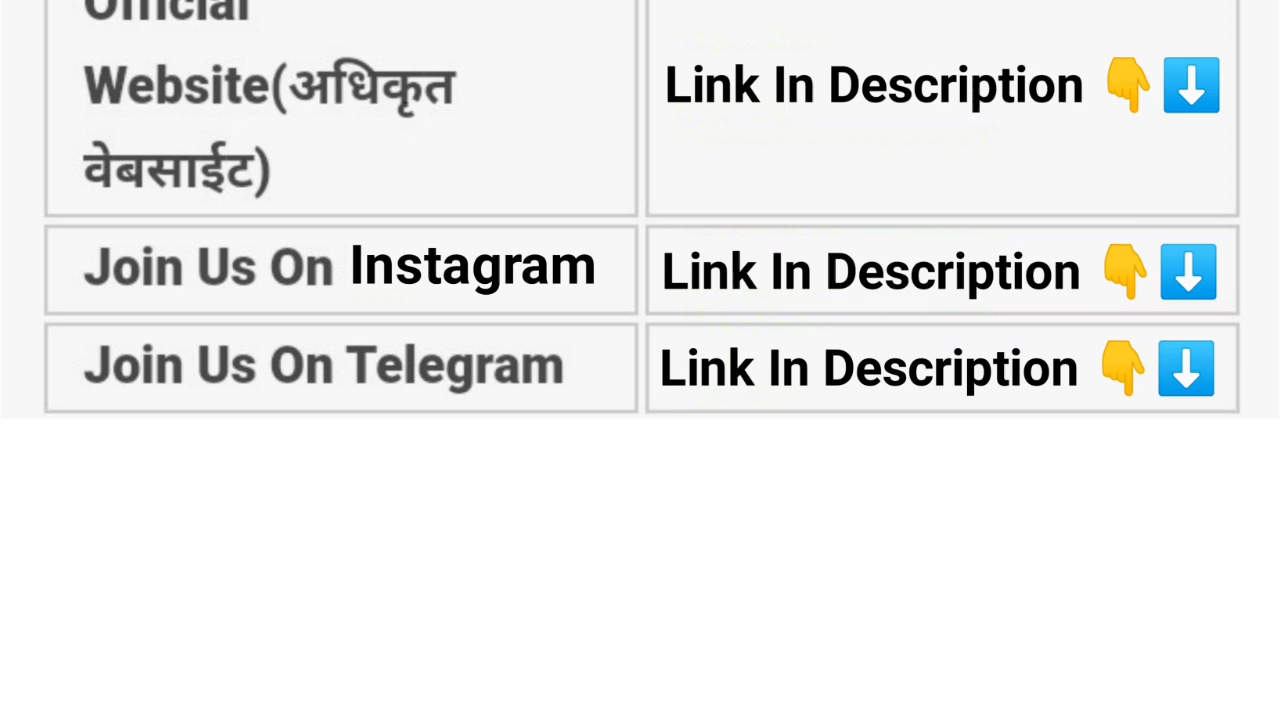 Official
Website(अधिकृत
वेबसाईट)
Link In Description 👇⬇️
Join Us On Instagram
Link In Description 👇⬇️
Join Us On Telegram
Link In Description 👇⬇️